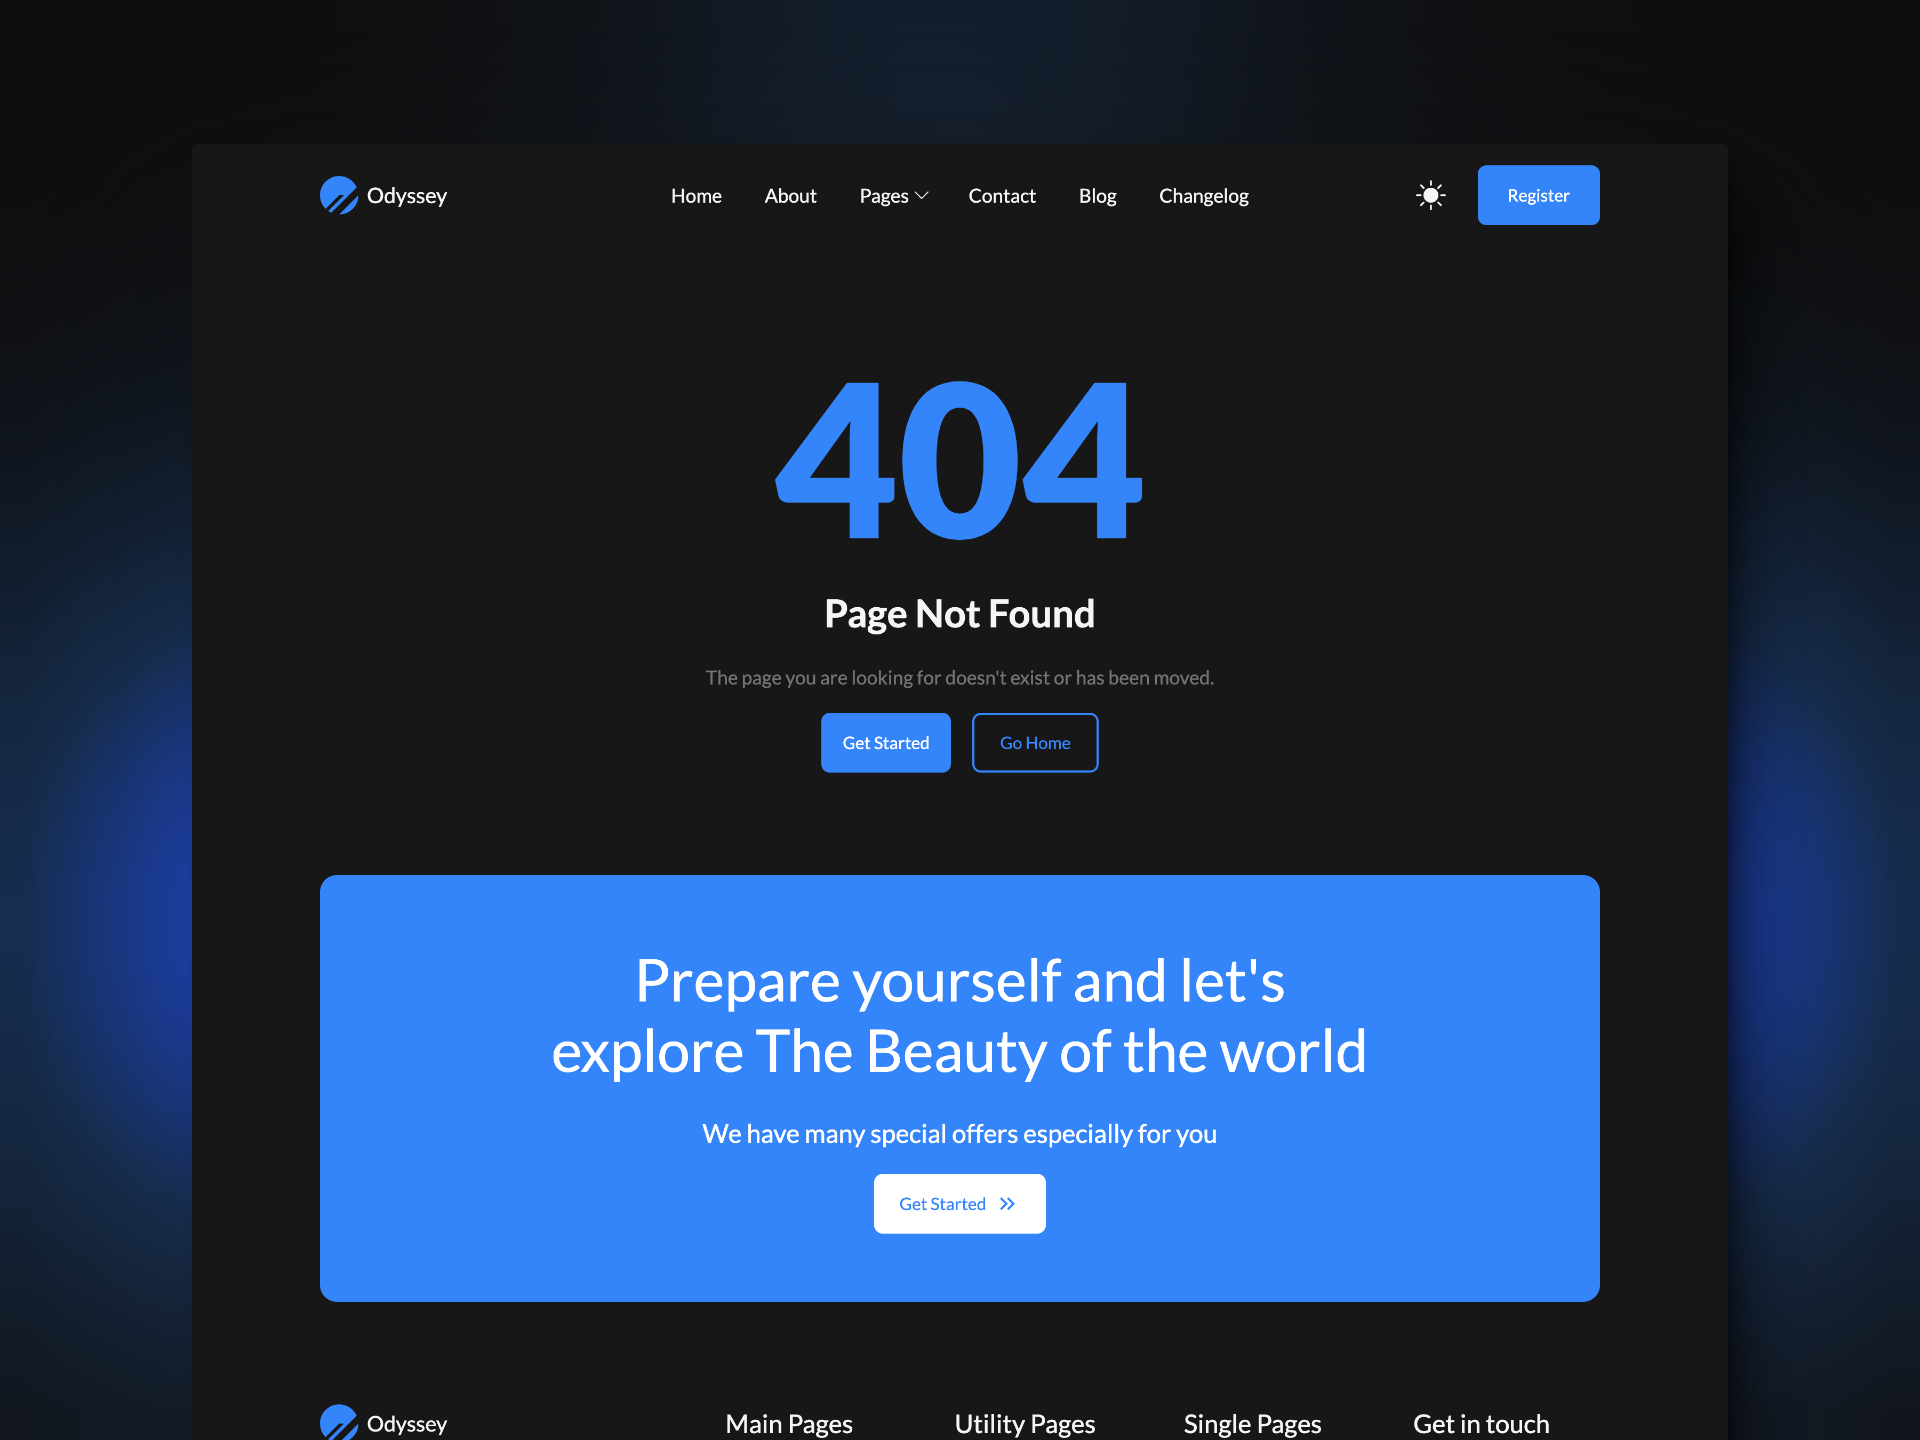 Odyssey Home About Pages Contact Blog Changelog Register
404
Page Not Found
The page you are looking for doesn't exist or has been moved.
Get Started Go Home
Prepare yourself and let's
explore The Beauty of the world
We have many special offers especially for you
Get Started
Odyssey Main Pages Utility Pages Single Pages Get in touch